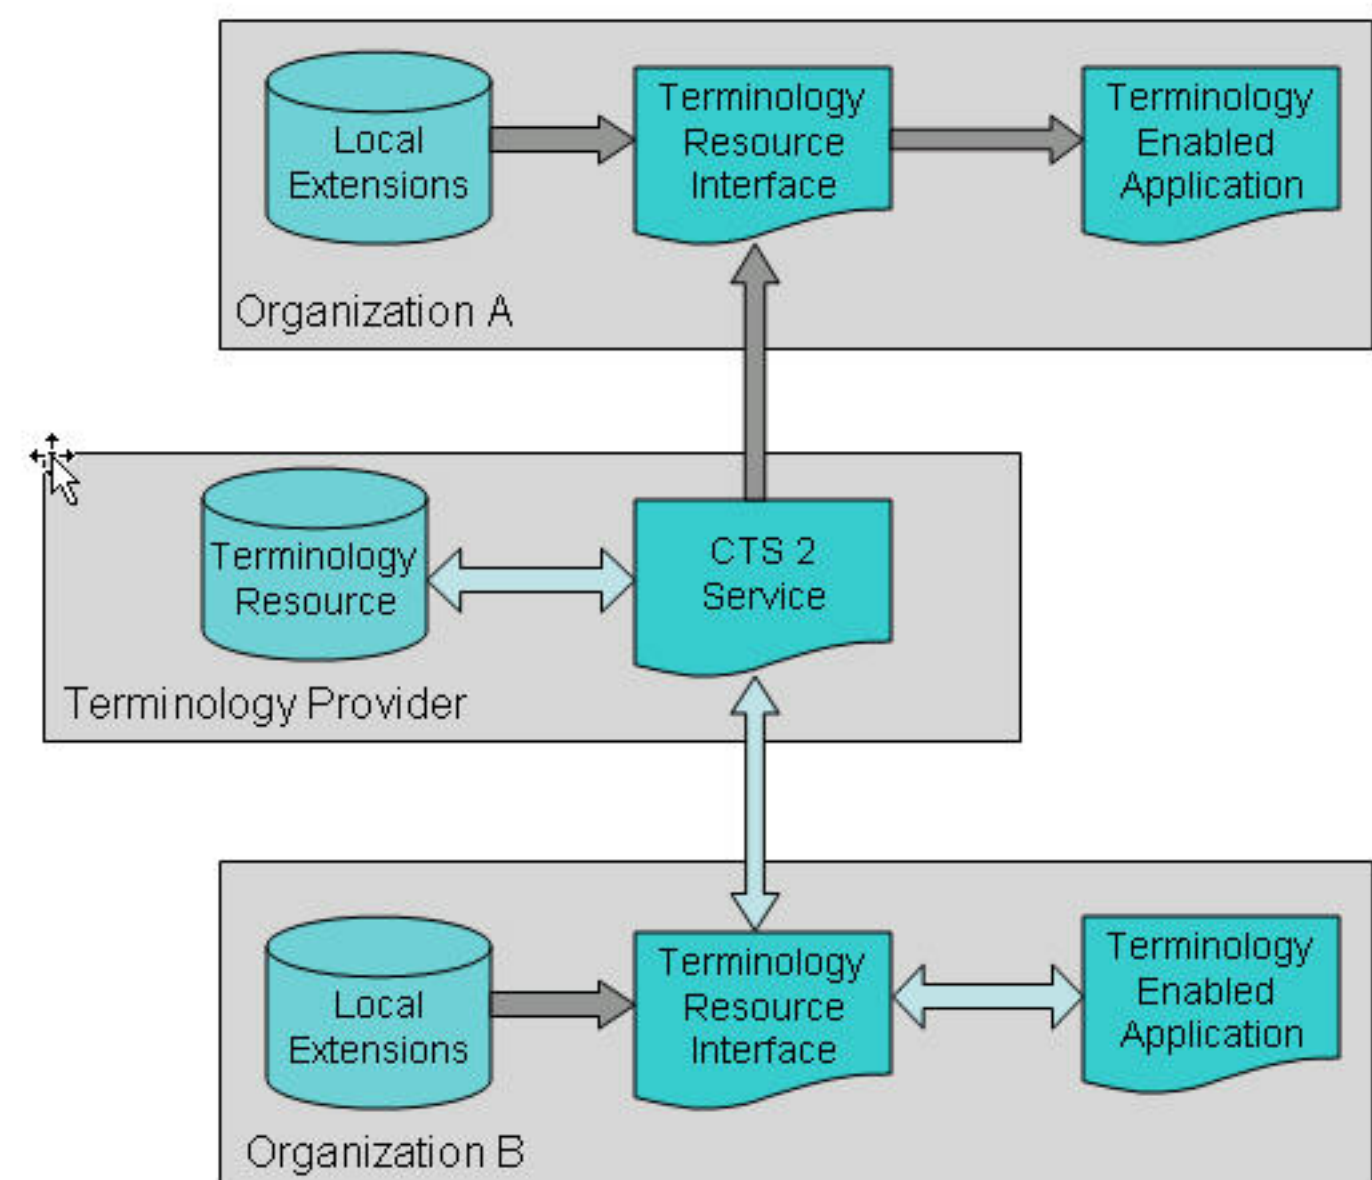 Local
Extensions
Terminology
Resource
Interface
Terminology
Enabled
Application
Organization A
Terminology
Resource
CTS 2
Service
Terminology Provider
Local
Extensions
Terminology
Resource
Interface
Terminology
Enabled
Application
Organization B